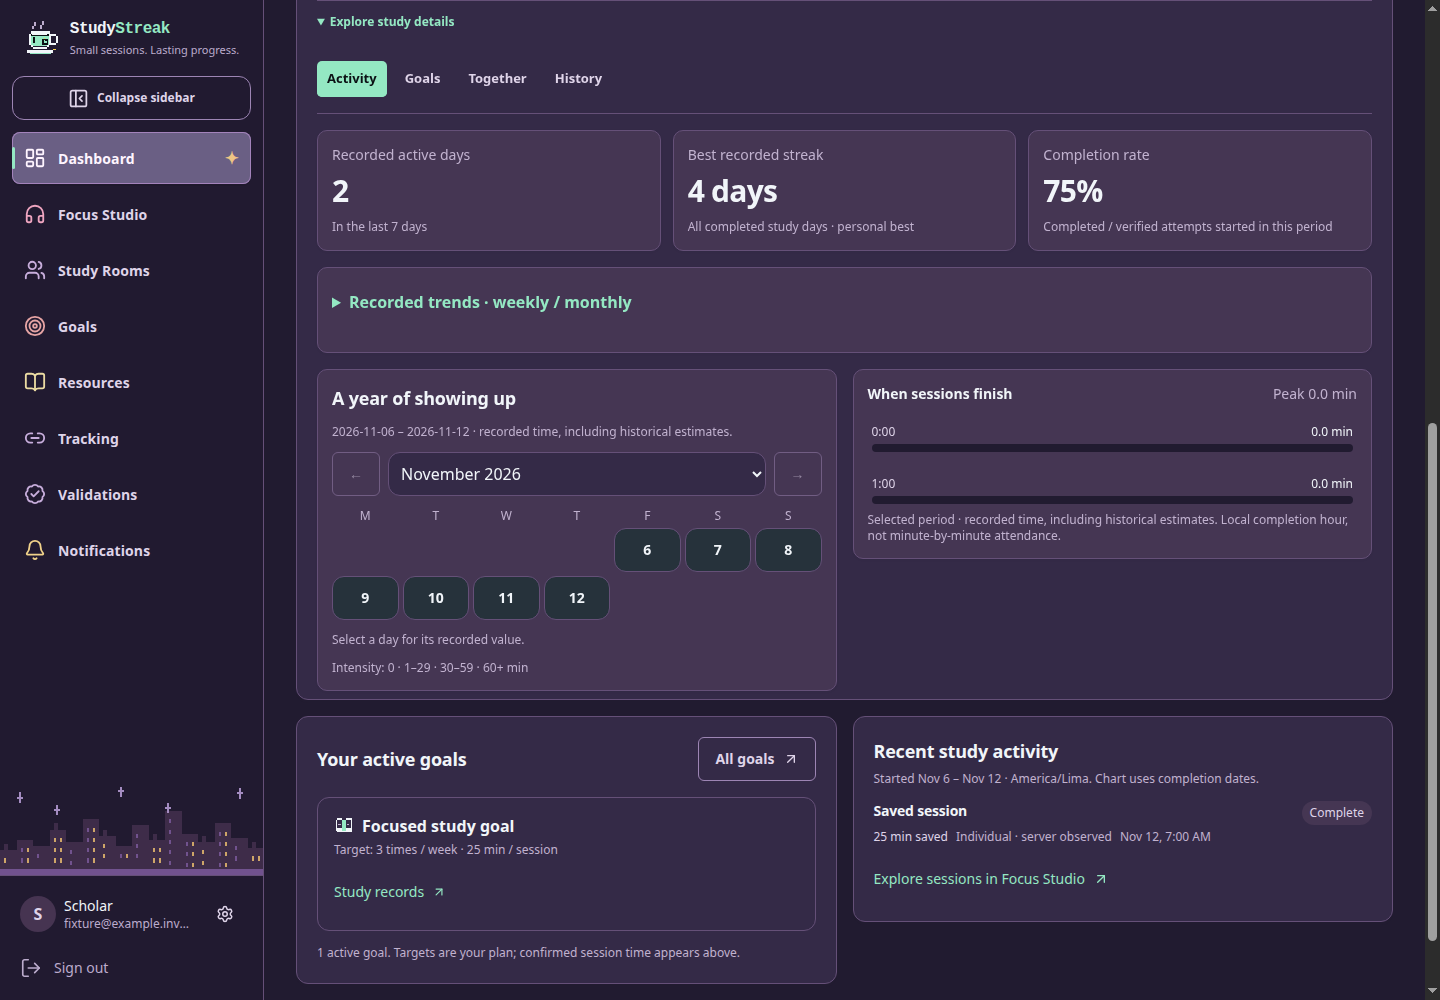 StudyStreak
Small sessions. Lasting progress.
Collapse sidebar
Dashboard
Focus Studio
Study Rooms
Goals
Resources
Tracking
Validations
Notifications
S
Scholar
fixture@example.inv...
Sign out
▼ Explore study details
Activity
Goals
Together
History
Recorded active days
2
In the last 7 days
Best recorded streak
4 days
All completed study days · personal best
Completion rate
75%
Completed / verified attempts started in this period
▶ Recorded trends · weekly / monthly
A year of showing up
2026-11-06 – 2026-11-12 · recorded time, including historical estimates.
← November 2026 →
M T W T F S S
6 7 8
9 10 11 12
Select a day for its recorded value.
Intensity: 0 · 1–29 · 30–59 · 60+ min
When sessions finish
Peak 0.0 min
0:00 0.0 min
1:00 0.0 min
Selected period · recorded time, including historical estimates. Local completion hour,
not minute-by-minute attendance.
Your active goals
All goals
Focused study goal
Target: 3 times / week · 25 min / session
Study records
1 active goal. Targets are your plan; confirmed session time appears above.
Recent study activity
Started Nov 6 – Nov 12 · America/Lima. Chart uses completion dates.
Saved session
Complete
25 min saved Individual · server observed Nov 12, 7:00 AM
Explore sessions in Focus Studio